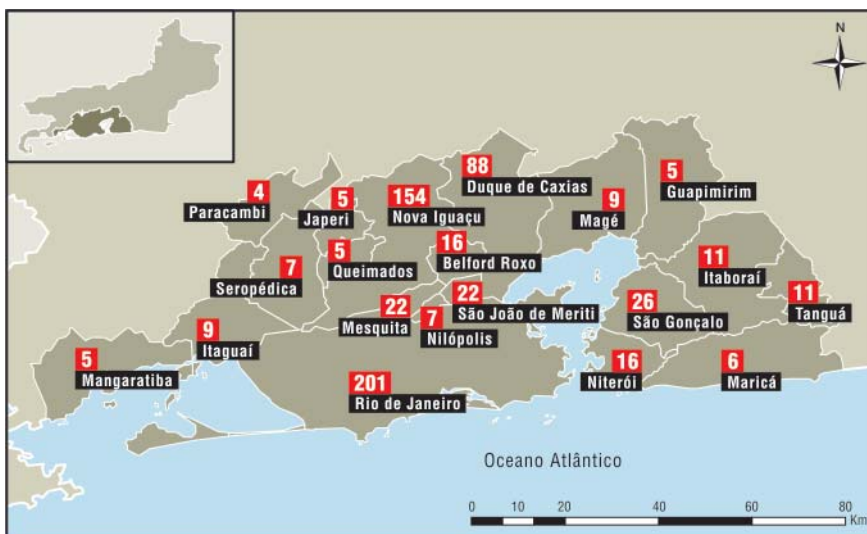 N
88
Duque de Caxias
5
Guapimirim
4
Paracambi
5
Japeri
154
Nova Iguaçu
9
Magé
5
Queimados
16
Belford Roxo
11
Itaboraí
7
Seropédica
22
Mesquita
22
São João de Meriti
26
São Gonçalo
11
Tanguá
7
Nilópolis
9
Itaguaí
5
Mangaratiba
201
Rio de Janeiro
16
Niterói
6
Maricá
Oceano Atlântico
0 10 20 40 60 80
Km